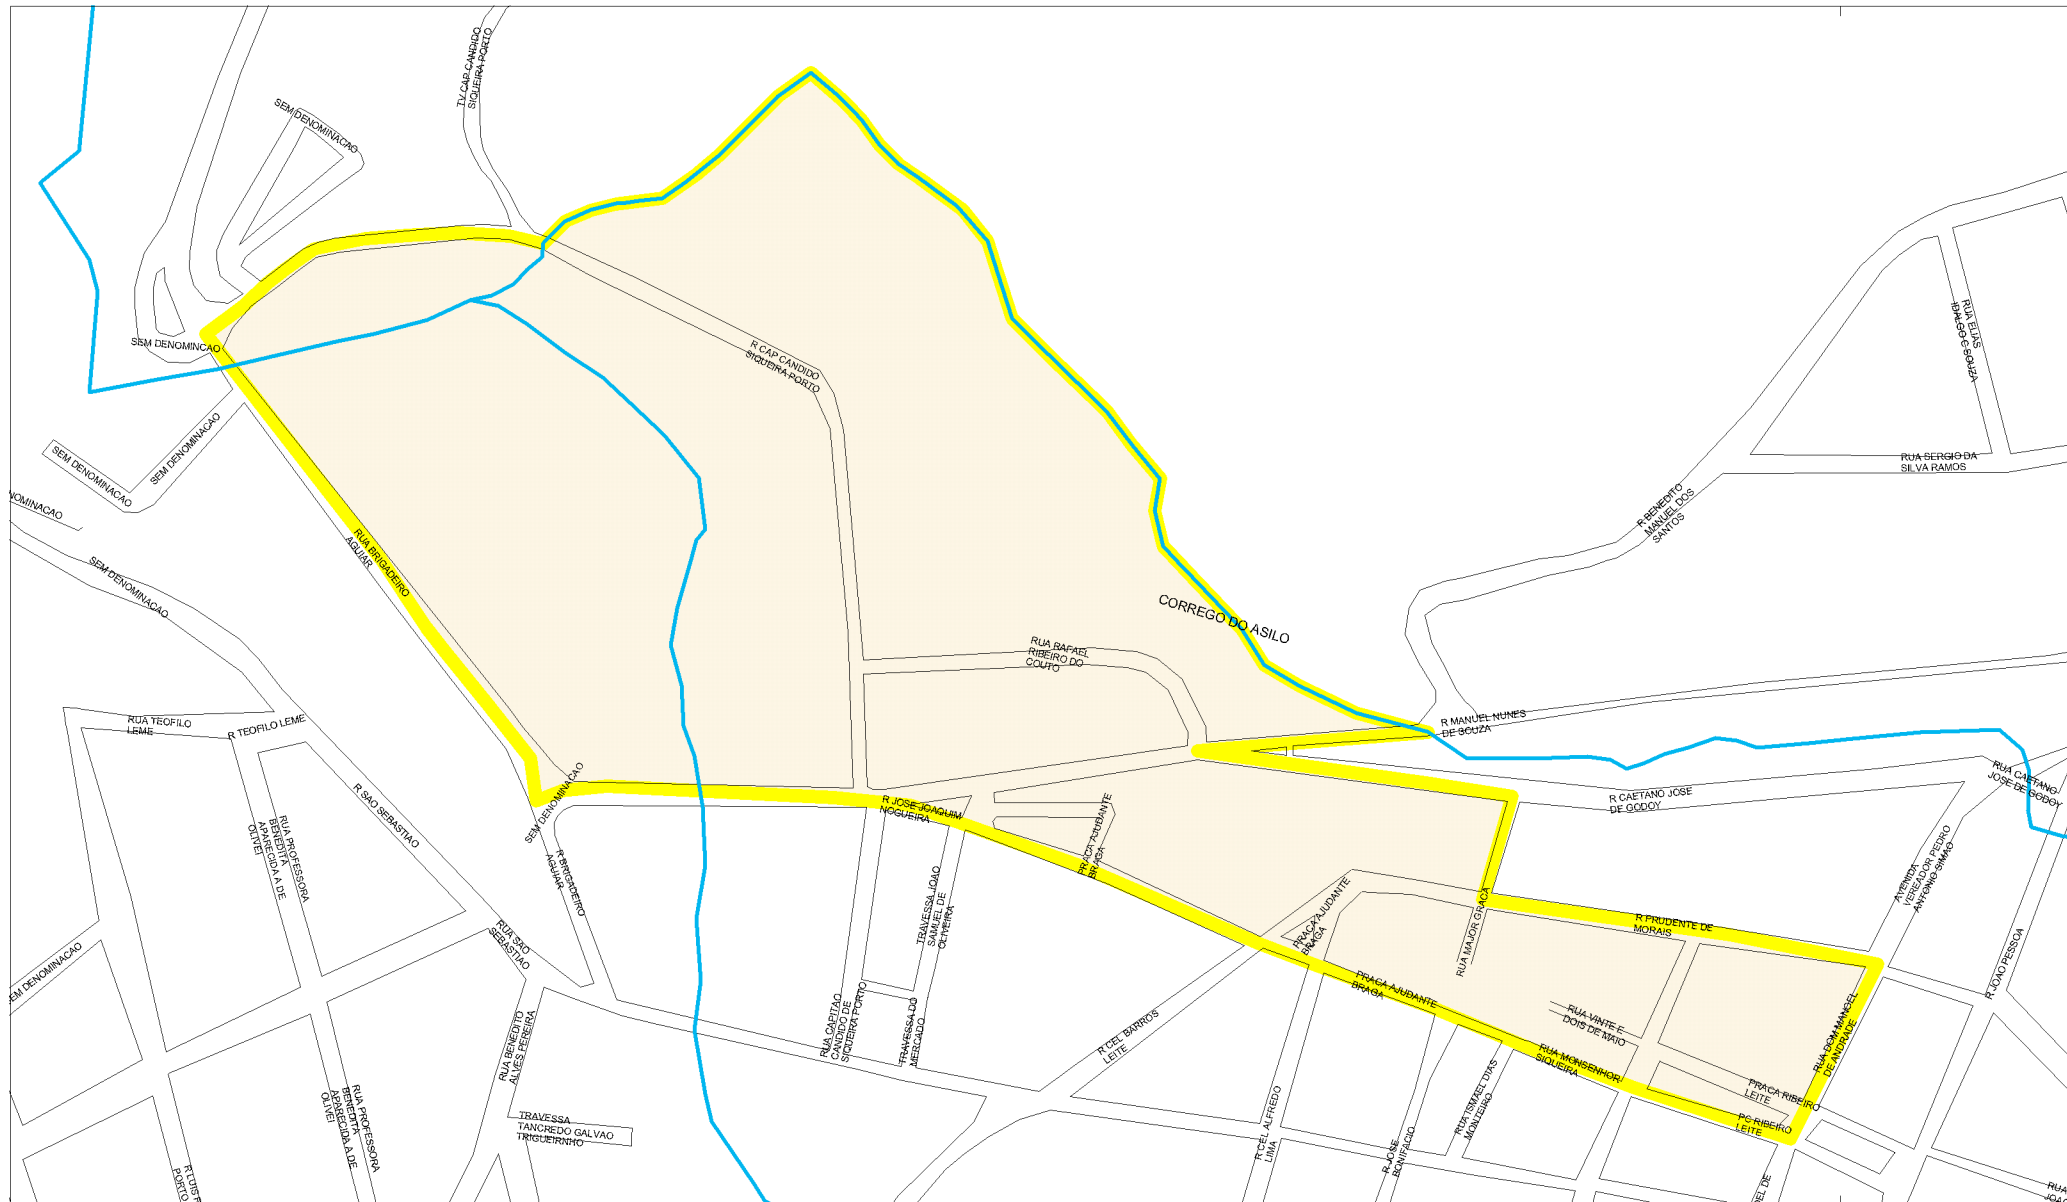 TV CAP CANDIDO
SIQUEIRA PORTO
SEM DENOMINACAO
SEM DENOMINCAO
R CAP CANDIDO
SIQUEIRA PORTO
RUA ELIAS
IDALGO C SOUZA
RUA SERGIO DA
SILVA RAMOS
R BENEDITO
MANUEL DOS
SANTOS
SEM DENOMINACAO
SEM DENOMINACAO
NOMINACAO
SEM DENOMINACAO
RUA BRIGADEIRO
AGUIAR
CORREGO DO ASILO
RUA RAFAEL
RIBEIRO DO
COUTO
R MANUEL NUNES
DE SOUZA
RUA TEOFILO
LEME
R TEOFILO LEME
R SAO SEBASTIAO
SEM DENOMINACAO
R JOSE JOAQUIM
NOGUEIRA
PRACA AJUDANTE
BRAGA
R CAETANO JOSE
DE GODOY
RUA CAETANO
JOSE DE GODOY
RUA PROFESSORA
BENEDITA
APARECIDA A DE
OLIVEI
R BRIGADEIRO
AGUIAR
TRAVESSA JOAO
SAMUEL DE
OLIVEIRA
PRACA AJUDANTE
BRAGA
RUA MAJOR GRACA
R PRUDENTE DE
MORAIS
AVENIDA
VEREADOR PEDRO
ANTONIO SIMAO
R JOAO PESSOA
SEM DENOMINACAO
RUA SAO
SEBASTIAO
RUA CAPITAO
CANDIDO DE
SIQUEIRA PORTO
TRAVESSA DO
MERCADO
R CEL BARROS
LEITE
PRACA AJUDANTE
BRAGA
RUA VINTE E
DOIS DE MAIO
RUA MONSENHOR
SIQUEIRA
RUA DOM MANOEL
DE ANDRADE
PRACA RIBEIRO
LEITE
PC RIBEIRO
LEITE
RUA BENEDITO
ALVES PEREIRA
RUA PROFESSORA
BENEDITA
APARECIDA A DE
OLIVEI
TRAVESSA
TANCREDO GALVAO
TRIGUEIRNHO
R CEL ALFREDO
LIMA
R JOSE
BONIFACIO
RUA ISMAEL DIAS
MONTEIRO
R LUIS
PORTO
EL DE
RUA